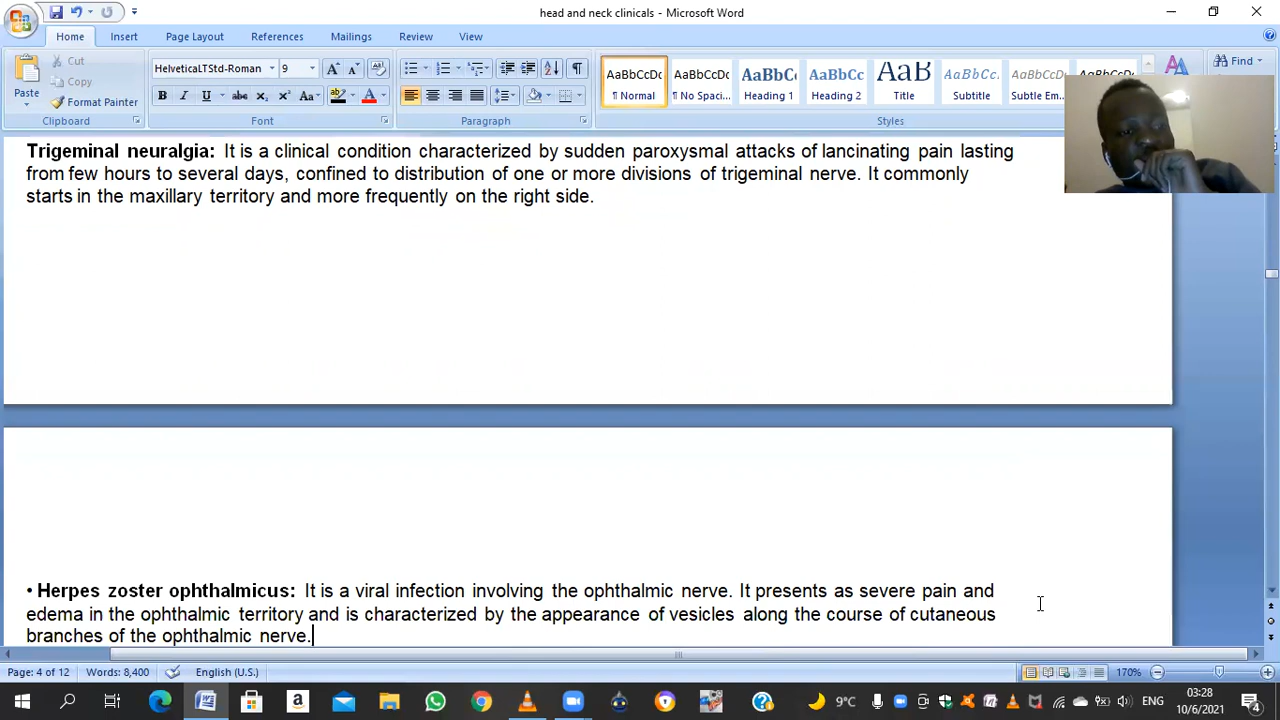 head and neck clinicals - Microsoft Word
Home Insert Page Layout References Mailings Review View
Cut
Copy
Format Painter
Paste
Clipboard
HelveticaLTStd-Roman 9
Font
Paragraph
AaBbCcDc AaBbCcDc AaBbCc AaBbCc AaB AaBbCc. AaBbCcDc AaBbCcDc
¶ Normal ¶ No Spaci... Heading 1 Heading 2 Title Subtitle Subtle Em...
Styles
Find
Trigeminal neuralgia: It is a clinical condition characterized by sudden paroxysmal attacks of lancinating pain lasting
from few hours to several days, confined to distribution of one or more divisions of trigeminal nerve. It commonly
starts in the maxillary territory and more frequently on the right side.
• Herpes zoster ophthalmicus: It is a viral infection involving the ophthalmic nerve. It presents as severe pain and
edema in the ophthalmic territory and is characterized by the appearance of vesicles along the course of cutaneous
branches of the ophthalmic nerve.
Page: 4 of 12 Words: 8,400 English (U.S.) 170%
9°C ENG 03:28
10/6/2021